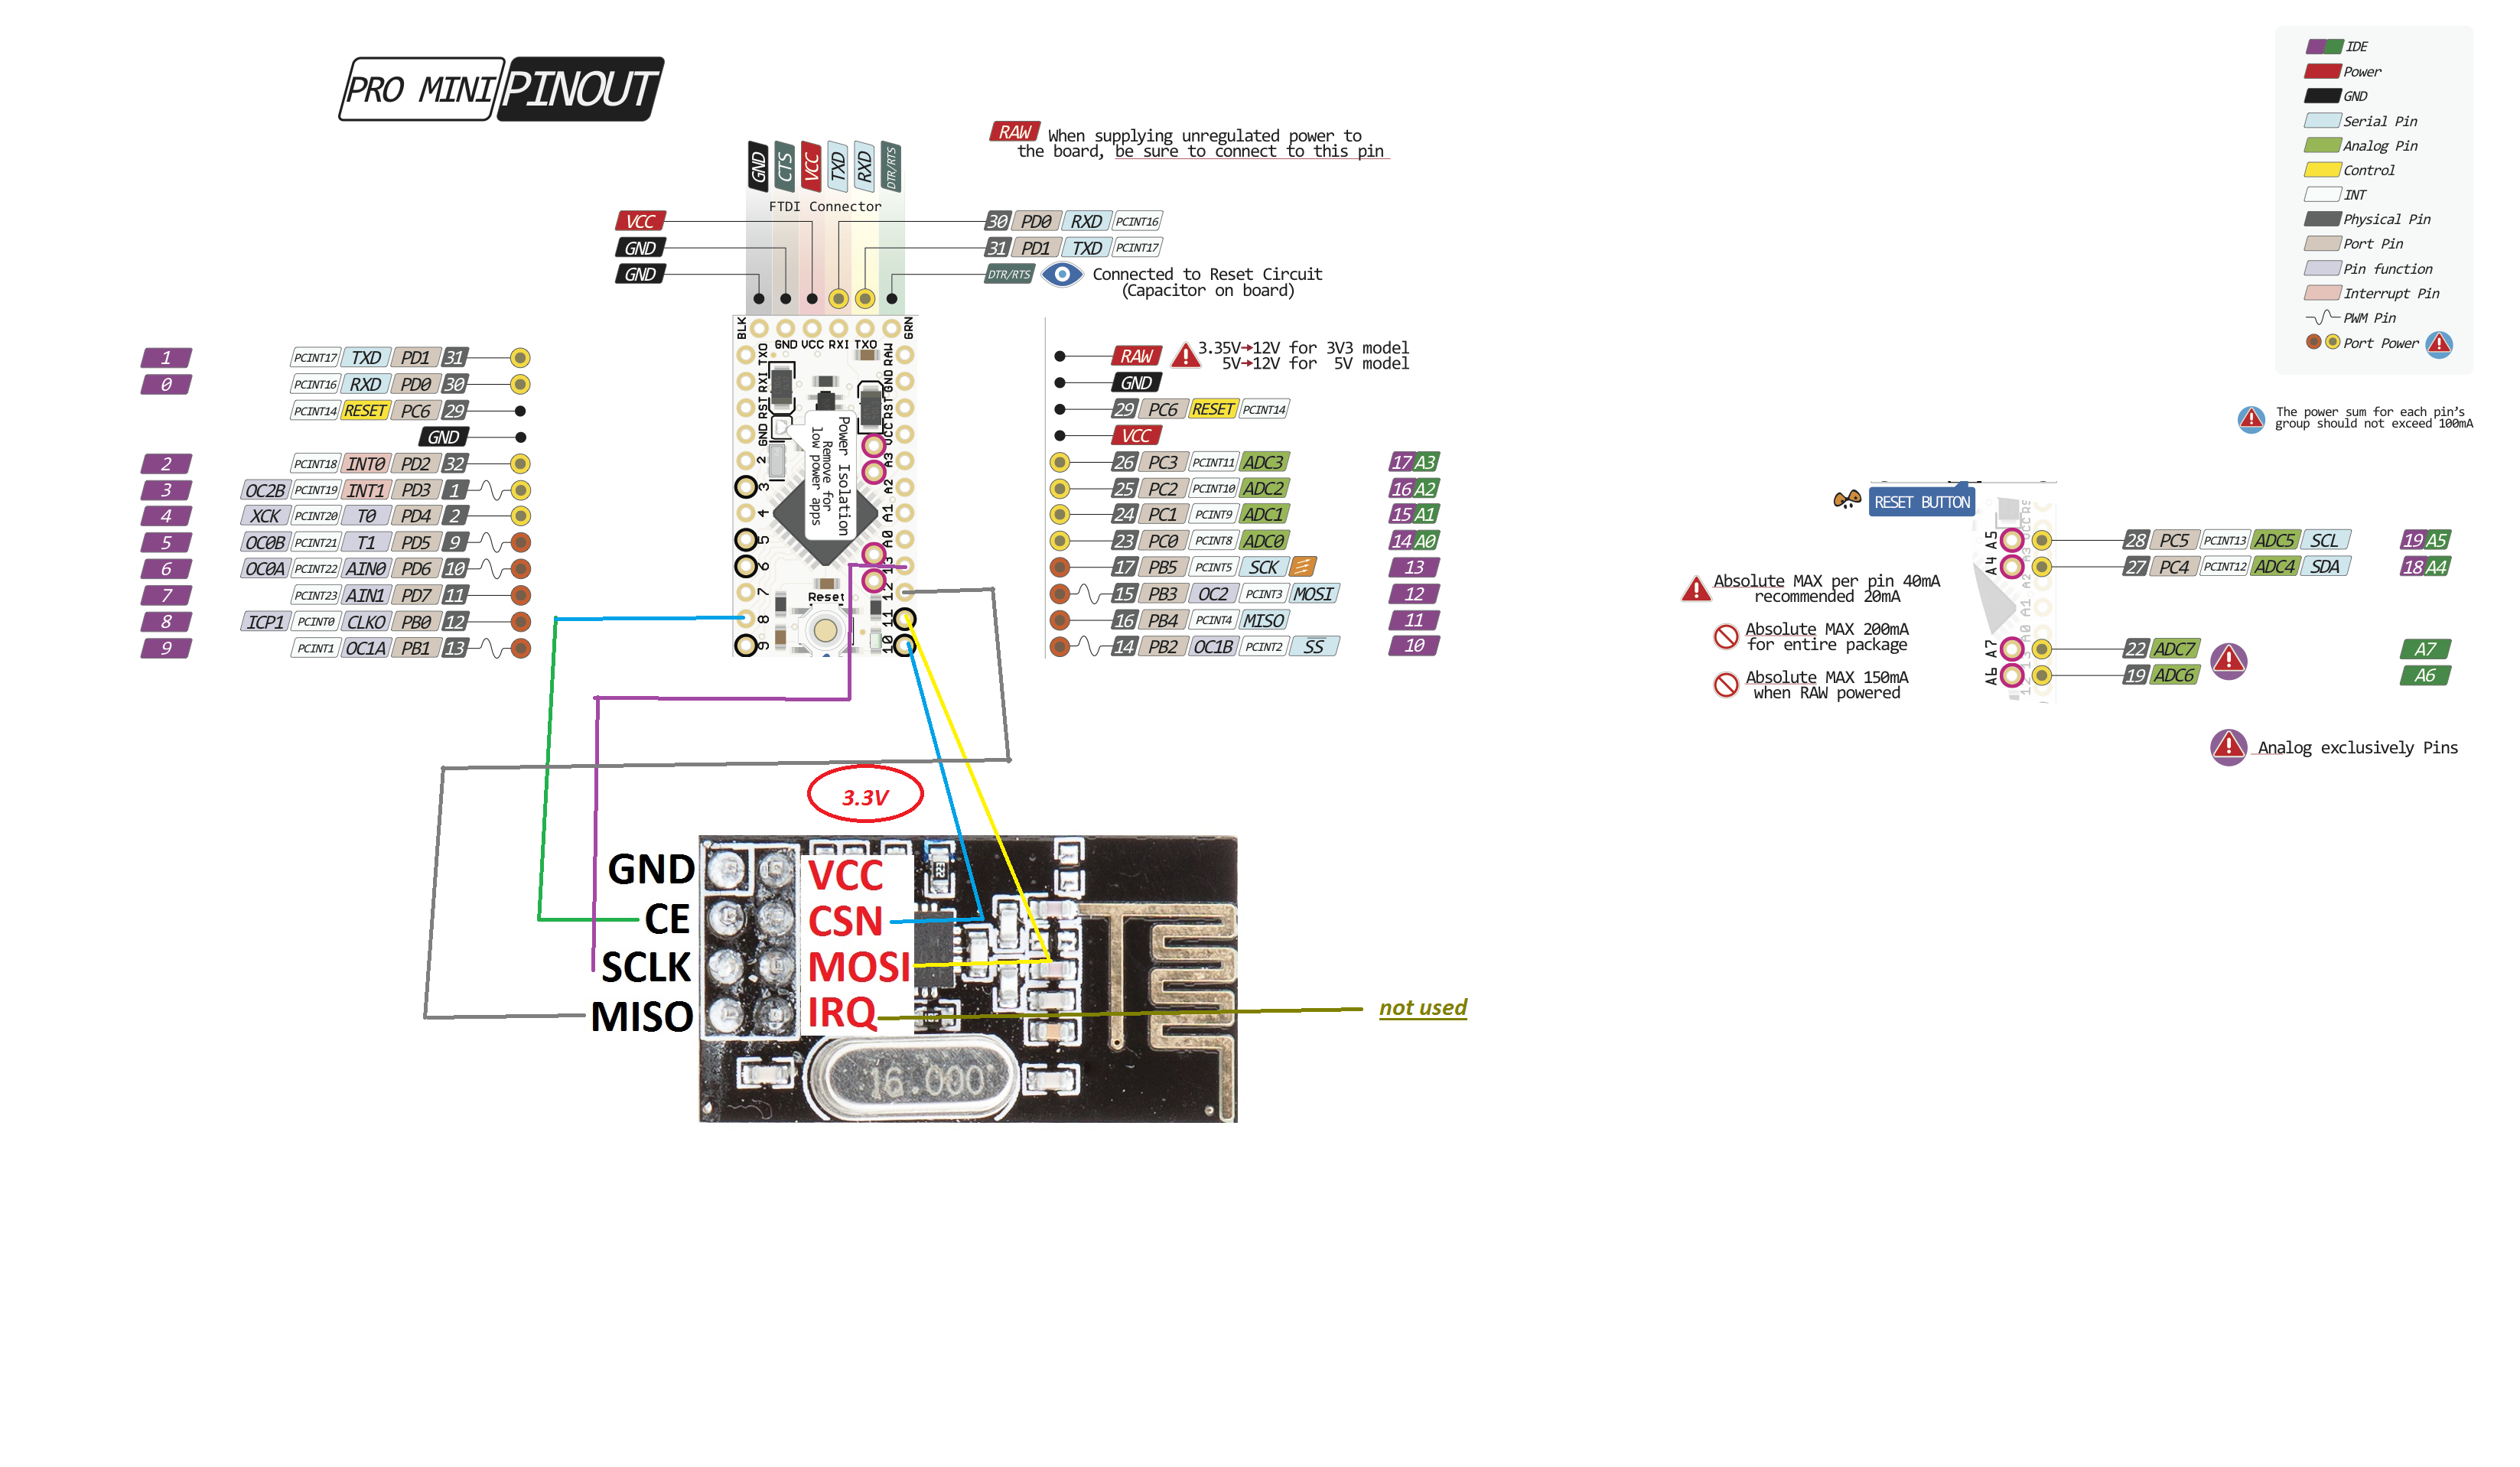 PRO MINI PINOUT
RAW When supplying unregulated power to
the board, be sure to connect to this pin
GND CTS VCC TXD RXD DTR/RTS
FTDI Connector
VCC
GND
GND
30 PD0 RXD PCINT16
31 PD1 TXD PCINT17
DTR/RTS Connected to Reset Circuit
(Capacitor on board)
BLK GRN
GND VCC RXI TXO
TXO RXI RST GND 2 3 4 5 6 7 8 9
RAW GND RST VCC A3 A2 A1 A0 13 12 11 10
Power Isolation
Remove for
low power apps
Reset
1 PCINT17 TXD PD1 31
0 PCINT16 RXD PD0 30
PCINT14 RESET PC6 29
GND
2 PCINT18 INT0 PD2 32
3 OC2B PCINT19 INT1 PD3 1
4 XCK PCINT20 T0 PD4 2
5 OC0B PCINT21 T1 PD5 9
6 OC0A PCINT22 AIN0 PD6 10
7 PCINT23 AIN1 PD7 11
8 ICP1 PCINT0 CLKO PB0 12
9 PCINT1 OC1A PB1 13
RAW 3.35V→12V for 3V3 model
5V→12V for 5V model
GND
29 PC6 RESET PCINT14
VCC
26 PC3 PCINT11 ADC3 17 A3
25 PC2 PCINT10 ADC2 16 A2
24 PC1 PCINT9 ADC1 15 A1
23 PC0 PCINT8 ADC0 14 A0
17 PB5 PCINT5 SCK 13
15 PB3 OC2 PCINT3 MOSI 12
16 PB4 PCINT4 MISO 11
14 PB2 OC1B PCINT2 SS 10
IDE
Power
GND
Serial Pin
Analog Pin
Control
INT
Physical Pin
Port Pin
Pin function
Interrupt Pin
PWM Pin
Port Power
The power sum for each pin's
group should not exceed 100mA
RESET BUTTON
A5 28 PC5 PCINT13 ADC5 SCL 19 A5
A4 27 PC4 PCINT12 ADC4 SDA 18 A4
A7 22 ADC7 A7
A6 19 ADC6 A6
Absolute MAX per pin 40mA
recommended 20mA
Absolute MAX 200mA
for entire package
Absolute MAX 150mA
when RAW powered
Analog exclusively Pins
3.3V
GND VCC
CE CSN
SCLK MOSI
MISO IRQ
not used
16.000